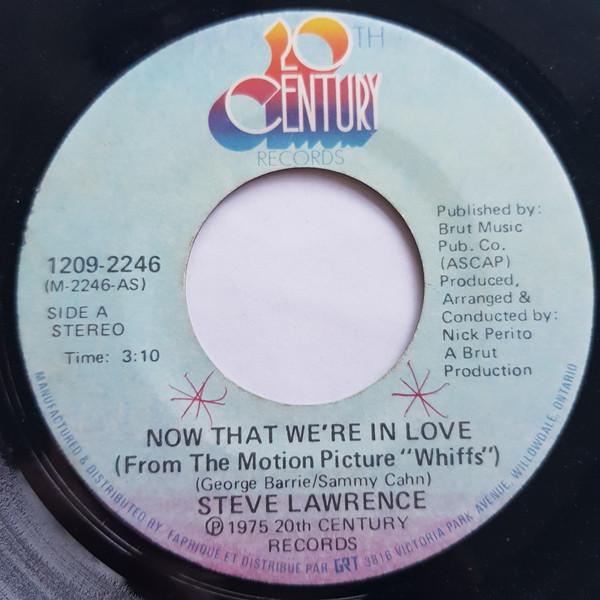 20TH
CENTURY
RECORDS
1209-2246
(M-2246-AS)
SIDE A
STEREO
Time: 3:10
Published by:
Brut Music
Pub. Co.
(ASCAP)
Produced,
Arranged &
Conducted by:
Nick Perito
A Brut
Production
NOW THAT WE'RE IN LOVE
(From The Motion Picture "Whiffs")
(George Barrie/Sammy Cahn)
STEVE LAWRENCE
℗ 1975 20th CENTURY
RECORDS
MANUFACTURED & DISTRIBUTED BY. FAPRIQUE ET DISTRIBUE PAR GRT 3816 VICTORIA PARK AVENUE, WILLOWDALE, ONTARIO